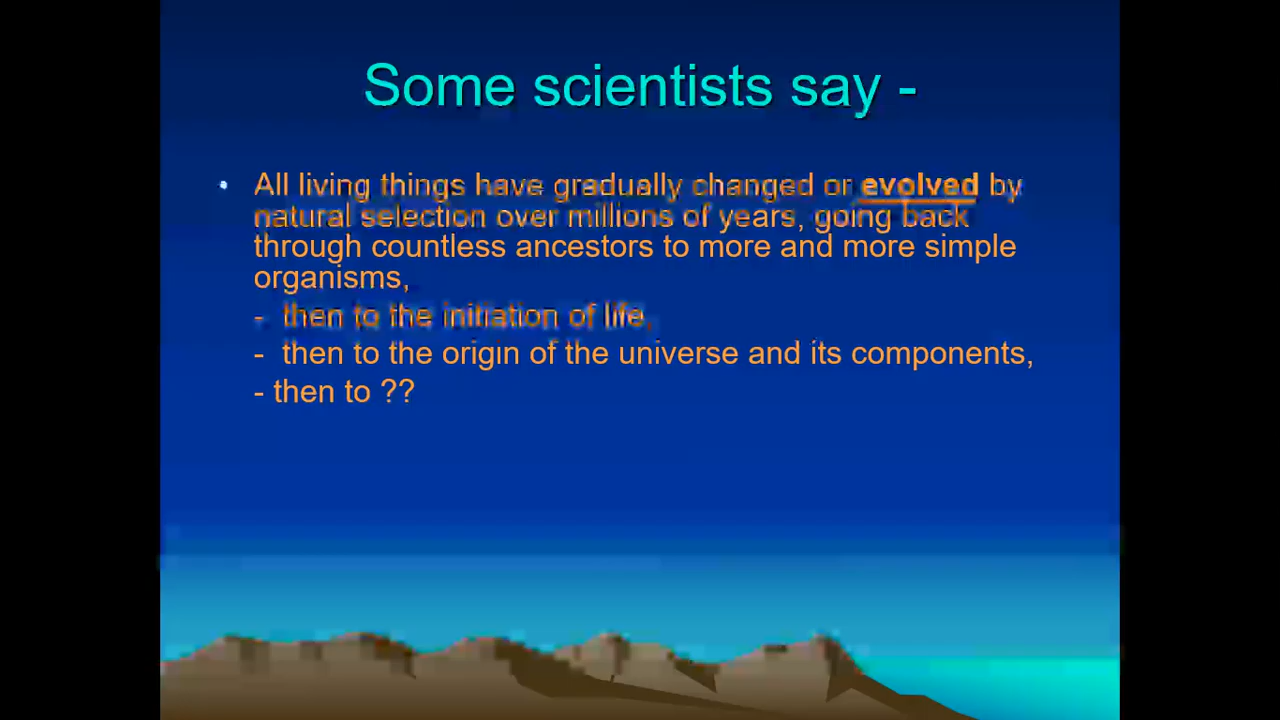 Some scientists say -
• All living things have gradually changed or evolved by
natural selection over millions of years, going back
through countless ancestors to more and more simple
organisms,
- then to the initiation of life,
- then to the origin of the universe and its components,
- then to ??